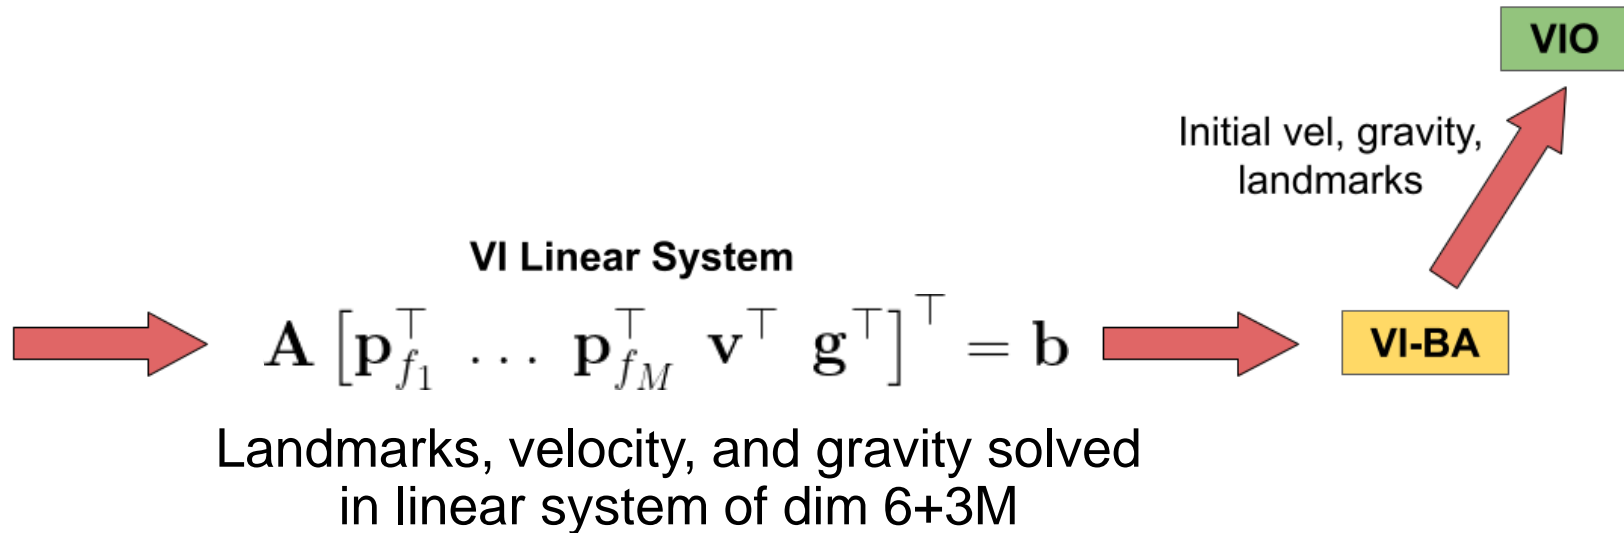 VIO
Initial vel, gravity,
landmarks
VI Linear System
A [p_{f_1}^⊤ … p_{f_M}^⊤ v^⊤ g^⊤]^⊤ = b
VI-BA
Landmarks, velocity, and gravity solved
in linear system of dim 6+3M